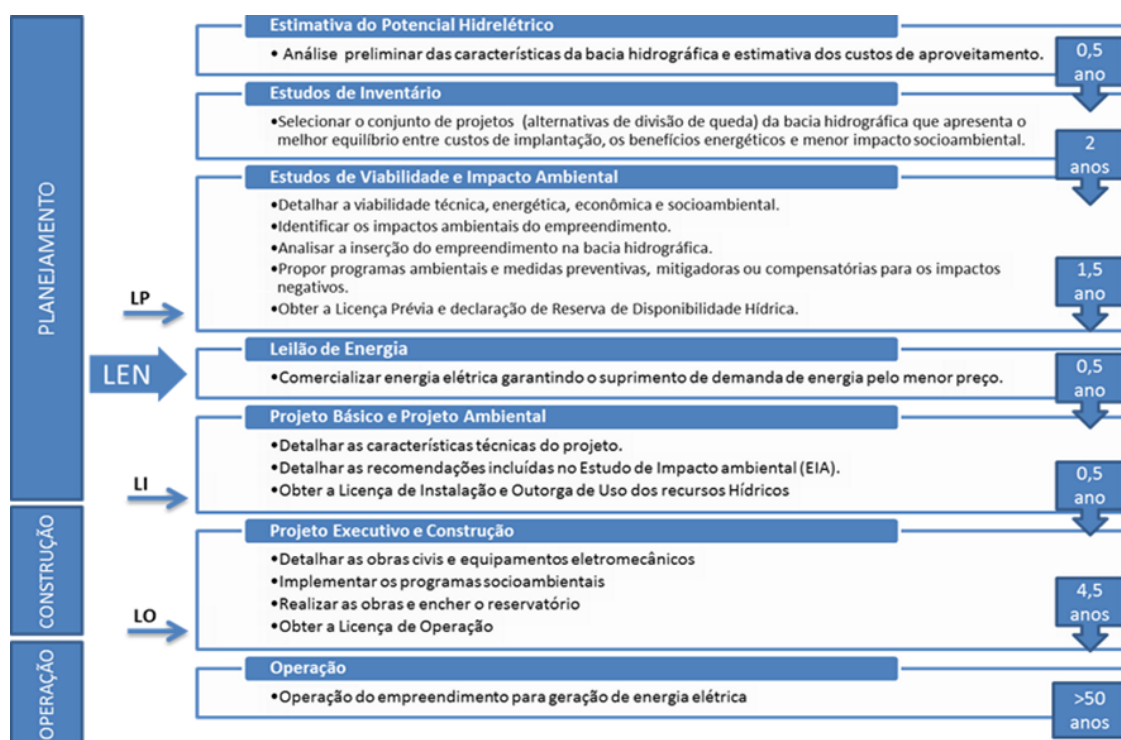 Estimativa do Potencial Hidrelétrico
• Análise preliminar das características da bacia hidrográfica e estimativa dos custos de aproveitamento.
0,5
ano
Estudos de Inventário
•Selecionar o conjunto de projetos (alternativas de divisão de queda) da bacia hidrográfica que apresenta o
melhor equilíbrio entre custos de implantação, os benefícios energéticos e menor impacto socioambiental.
2
anos
PLANEJAMENTO
Estudos de Viabilidade e Impacto Ambiental
•Detalhar a viabilidade técnica, energética, econômica e socioambiental.
•Identificar os impactos ambientais do empreendimento.
•Analisar a inserção do empreendimento na bacia hidrográfica.
•Propor programas ambientais e medidas preventivas, mitigadoras ou compensatórias para os impactos
negativos.
•Obter a Licença Prévia e declaração de Reserva de Disponibilidade Hídrica.
LP
1,5
ano
LEN
Leilão de Energia
•Comercializar energia elétrica garantindo o suprimento de demanda de energia pelo menor preço.
0,5
ano
Projeto Básico e Projeto Ambiental
•Detalhar as características técnicas do projeto.
•Detalhar as recomendações incluídas no Estudo de Impacto ambiental (EIA).
•Obter a Licença de Instalação e Outorga de Uso dos recursos Hídricos
LI
0,5
ano
CONSTRUÇÃO
Projeto Executivo e Construção
•Detalhar as obras civis e equipamentos eletromecânicos
•Implementar os programas socioambientais
•Realizar as obras e encher o reservatório
•Obter a Licença de Operação
LO
4,5
anos
OPERAÇÃO
Operação
•Operação do empreendimento para geração de energia elétrica
>50
anos